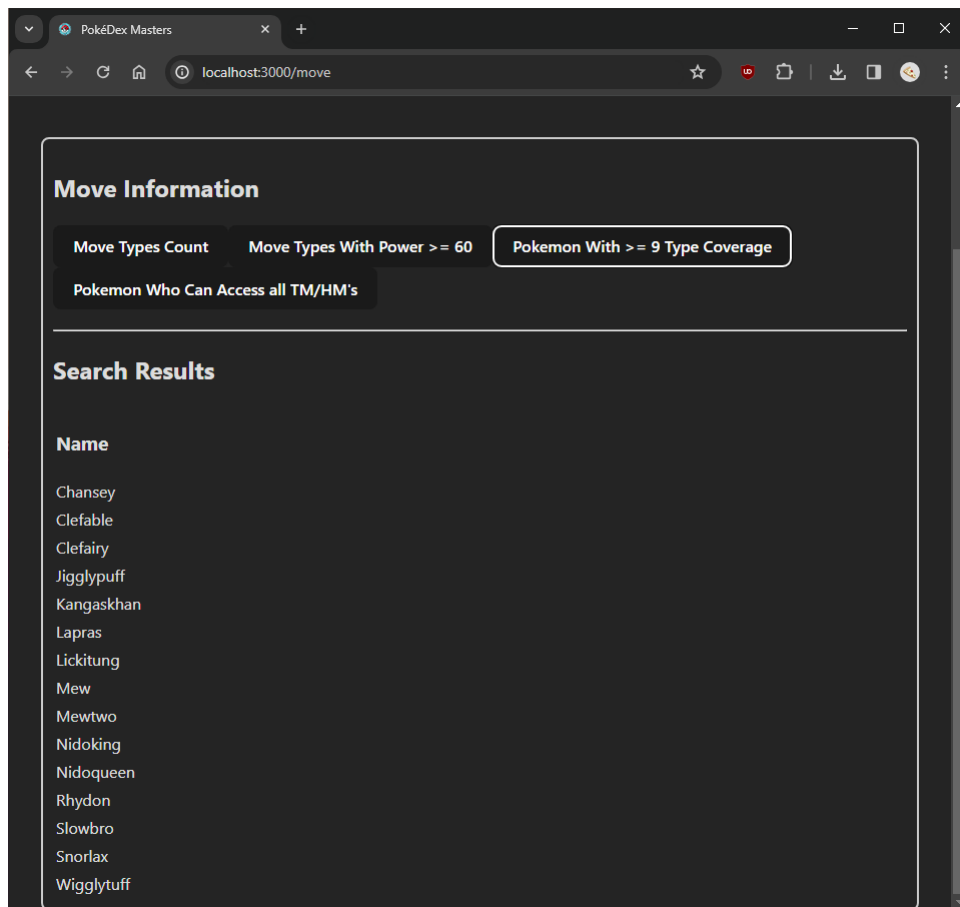 PokéDex Masters
localhost:3000/move
UD
Move Information
Move Types Count Move Types With Power >= 60 Pokemon With >= 9 Type Coverage
Pokemon Who Can Access all TM/HM's
Search Results
Name
Chansey
Clefable
Clefairy
Jigglypuff
Kangaskhan
Lapras
Lickitung
Mew
Mewtwo
Nidoking
Nidoqueen
Rhydon
Slowbro
Snorlax
Wigglytuff